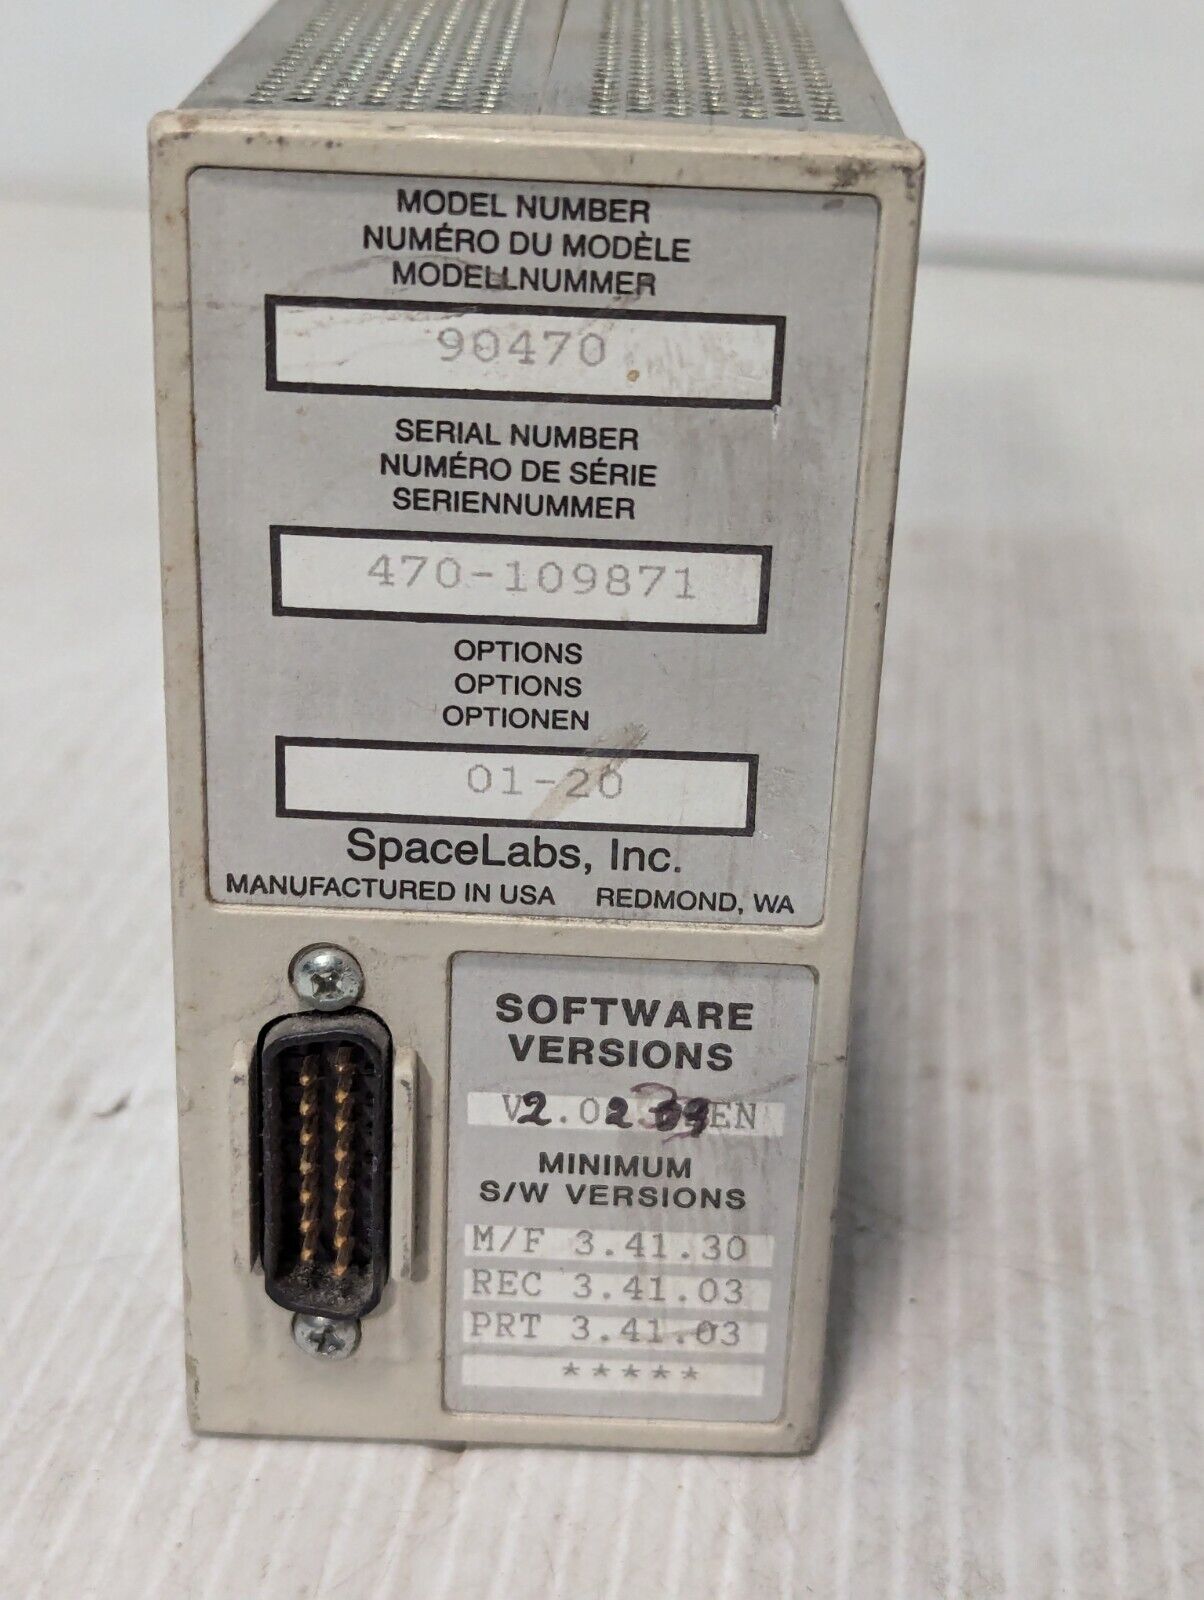 MODEL NUMBER
NUMÉRO DU MODÈLE
MODELLNUMMER
90470
SERIAL NUMBER
NUMÉRO DE SÉRIE
SERIENNUMMER
470-109871
OPTIONS
OPTIONS
OPTIONEN
01-20
SpaceLabs, Inc.
MANUFACTURED IN USA REDMOND, WA
SOFTWARE
VERSIONS
MINIMUM
S/W VERSIONS
M/F 3.41.30
REC 3.41.03
PRT 3.41.03
*****